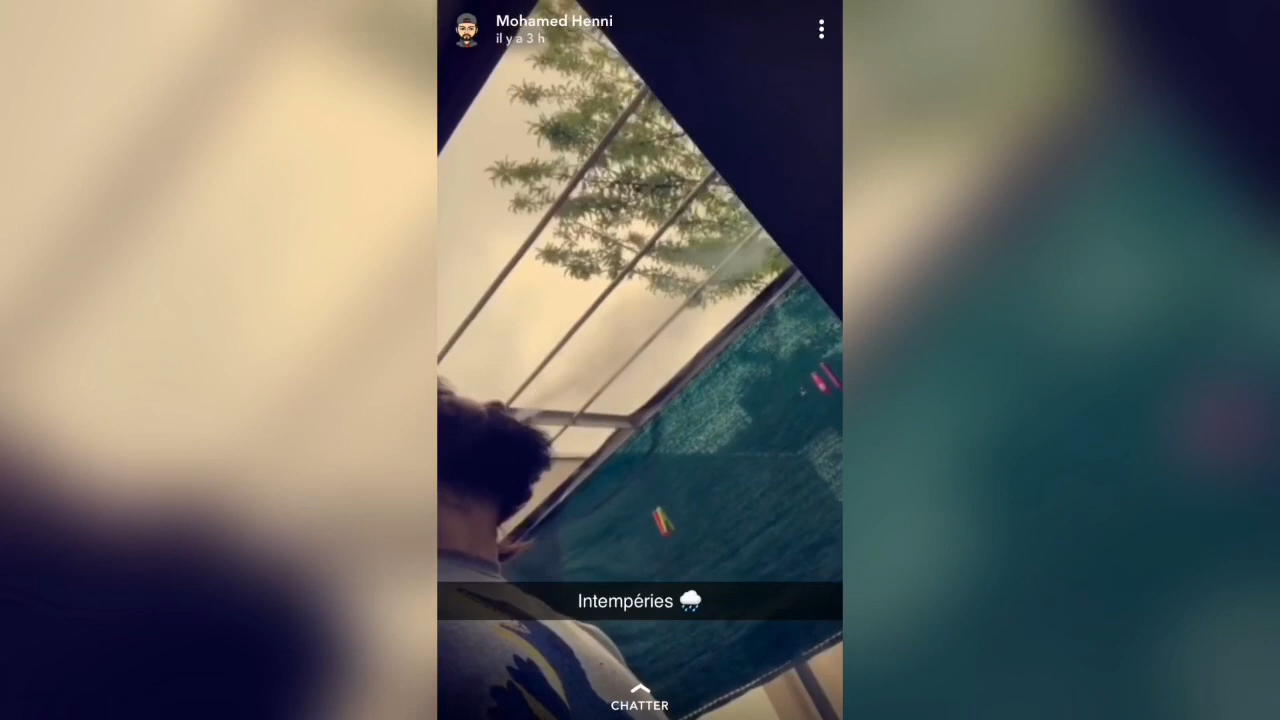 Mohamed Henni
il y a 3 h
Intempéries 🌧
CHATTER